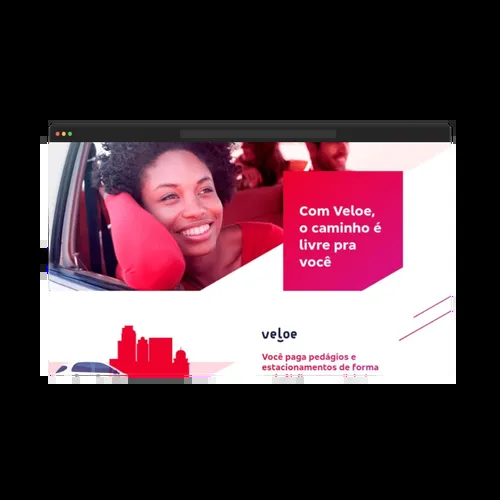 Com Veloe,
o caminho é
livre pra
você
veloe
Você paga pedágios e
estacionamentos de forma